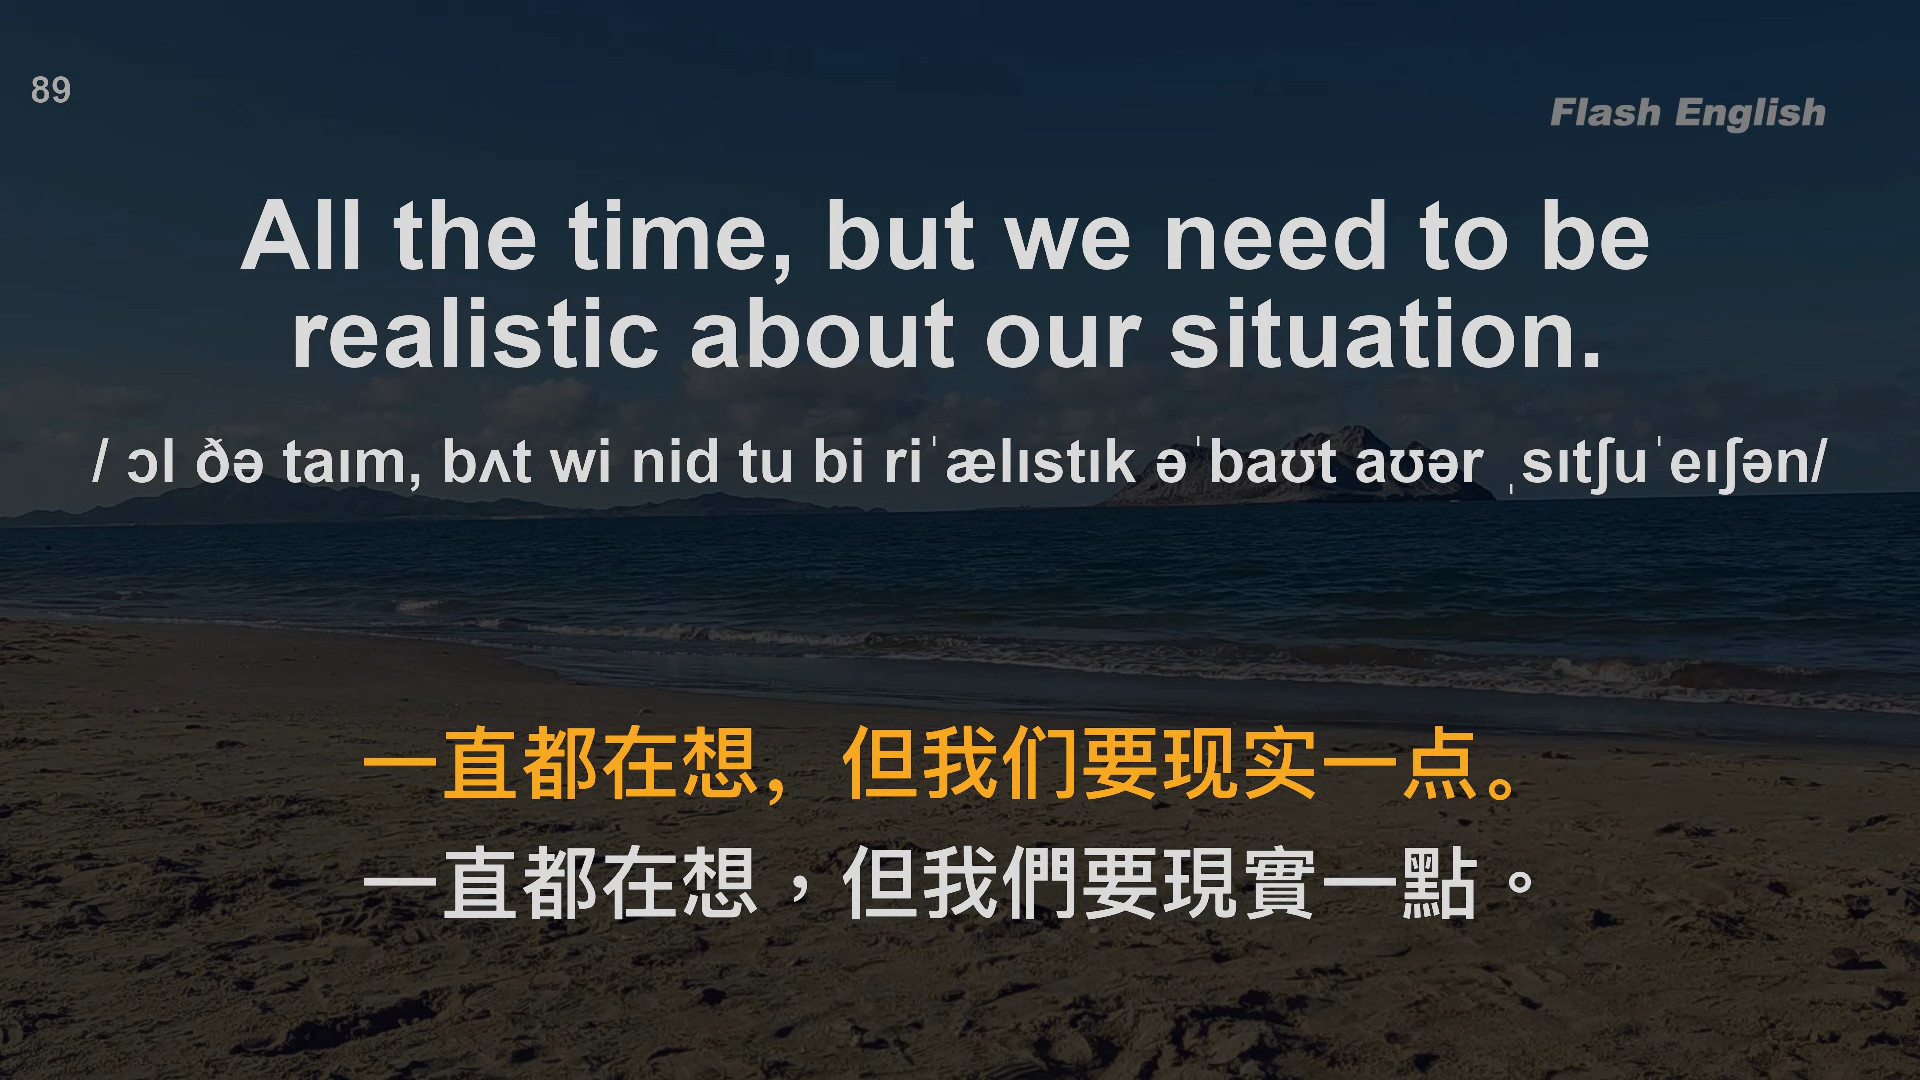 89
Flash English
All the time, but we need to be
realistic about our situation.
/ ɔl ðə taɪm, bʌt wi nid tu bi riˈælɪstɪk əˈbaʊt aʊər ˌsɪtʃuˈeɪʃən/
一直都在想，但我们要现实一点。
一直都在想，但我們要現實一點。